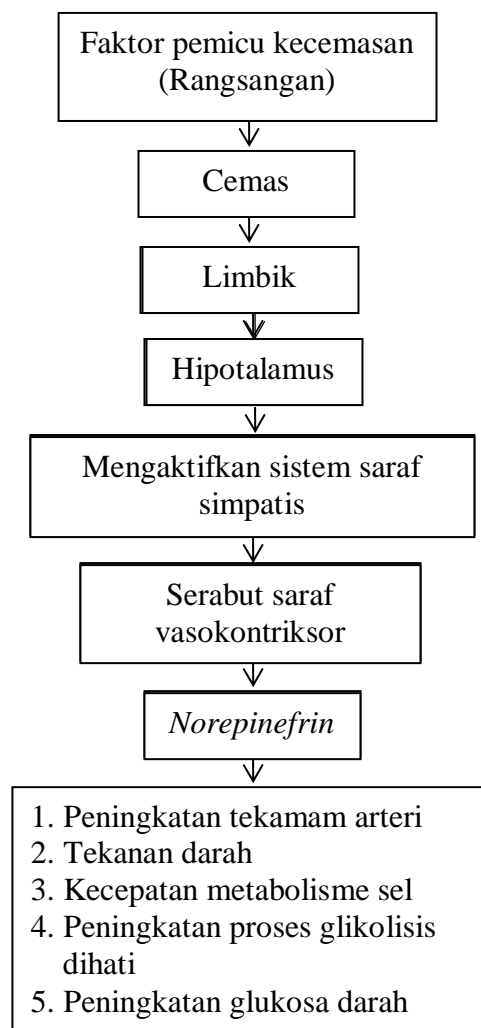 Faktor pemicu kecemasan
(Rangsangan)
Cemas
Limbik
Hipotalamus
Mengaktifkan sistem saraf
simpatis
Serabut saraf
vasokontriksor
Norepinefrin
1. Peningkatan tekamam arteri
2. Tekanan darah
3. Kecepatan metabolisme sel
4. Peningkatan proses glikolisis
dihati
5. Peningkatan glukosa darah